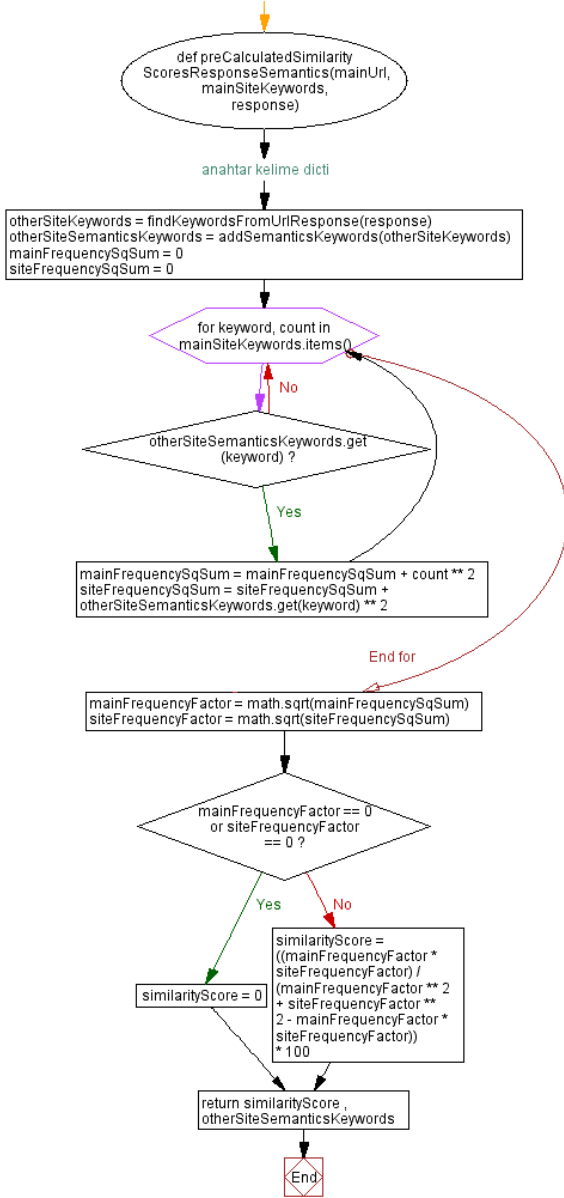 def preCalculatedSimilarity
ScoresResponseSemantics(mainUrl,
mainSiteKeywords,
response)
anahtar kelime dicti
otherSiteKeywords = findKeywordsFromUrlResponse(response)
otherSiteSemanticsKeywords = addSemanticsKeywords(otherSiteKeywords)
mainFrequencySqSum = 0
siteFrequencySqSum = 0
for keyword, count in
mainSiteKeywords.items()
No
otherSiteSemanticsKeywords.get
(keyword) ?
Yes
mainFrequencySqSum = mainFrequencySqSum + count ** 2
siteFrequencySqSum = siteFrequencySqSum +
otherSiteSemanticsKeywords.get(keyword) ** 2
End for
mainFrequencyFactor = math.sqrt(mainFrequencySqSum)
siteFrequencyFactor = math.sqrt(siteFrequencySqSum)
mainFrequencyFactor == 0
or siteFrequencyFactor
== 0 ?
Yes
No
similarityScore = 0
similarityScore =
((mainFrequencyFactor *
siteFrequencyFactor) /
(mainFrequencyFactor ** 2
+ siteFrequencyFactor **
2 - mainFrequencyFactor *
siteFrequencyFactor))
* 100
return similarityScore ,
otherSiteSemanticsKeywords
End